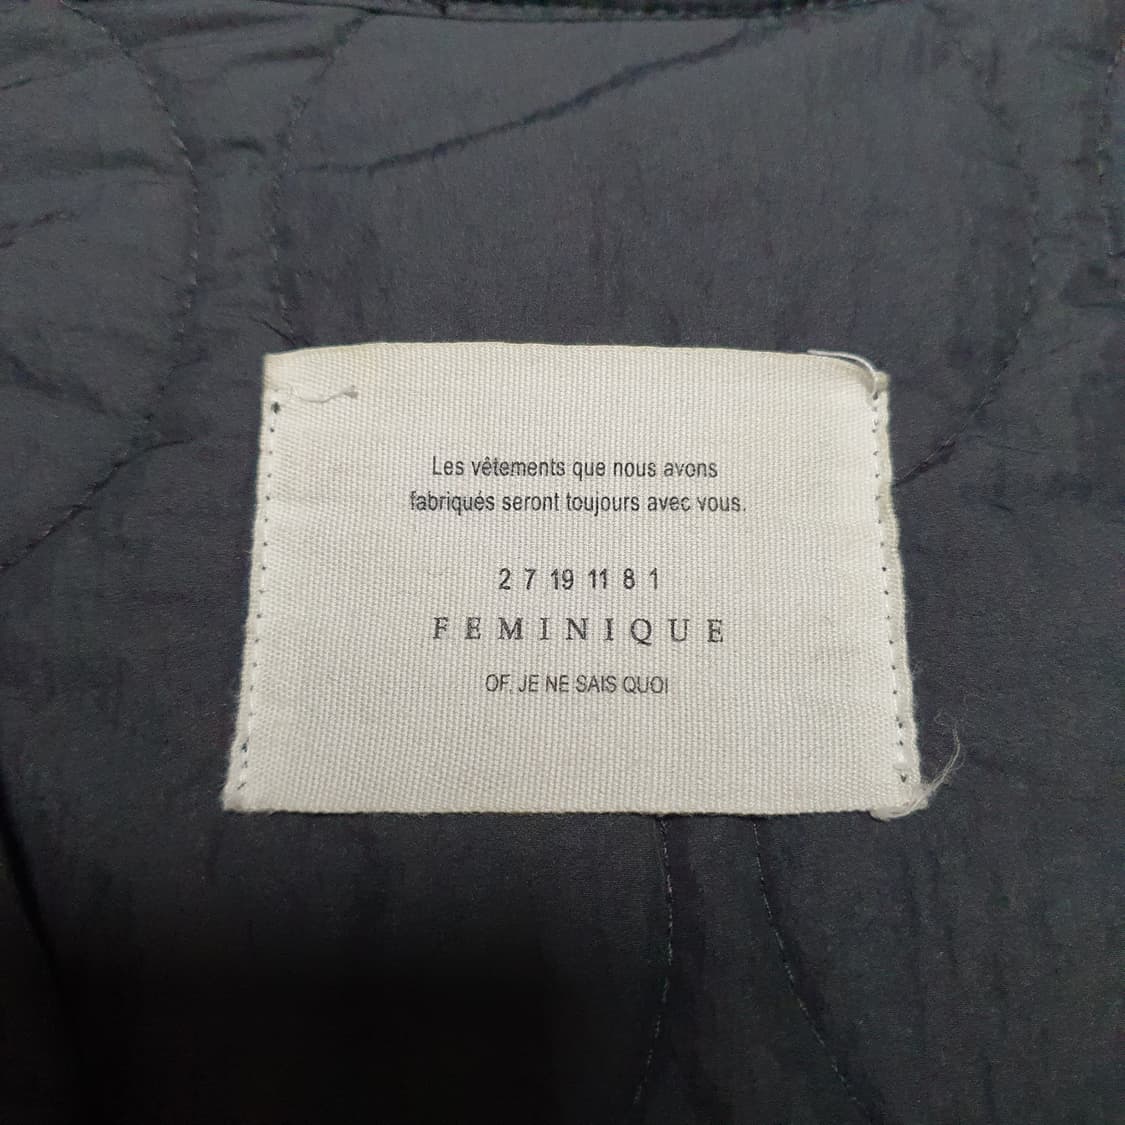 Les vêtements que nous avons
fabriqués seront toujours avec vous.
2 7 19 11 8 1
FEMINIQUE
OF. JE NE SAIS QUOI